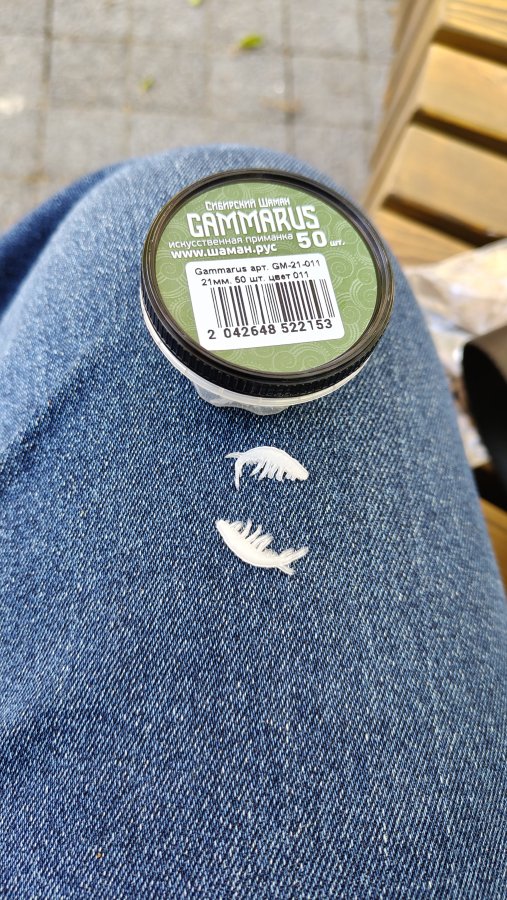 Сибирский Шаман
GAMMARUS
искусственная приманка 50 шт.
www.шаман.рус
Gammarus арт. GM-21-011
21мм. 50 шт. цвет 011
2 042648 522153